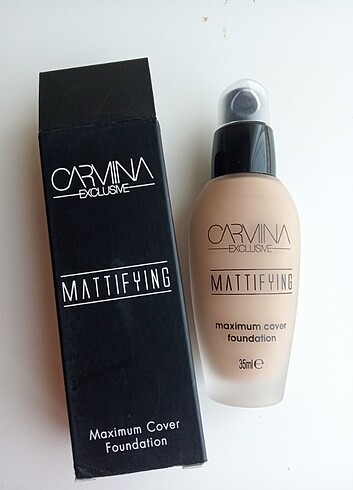 CARMINA
EXCLUSIVE
MATTIFYING
Maximum Cover
Foundation
CARMINA
EXCLUSIVE
MATTIFYING
maximum cover
foundation
35ml ℮